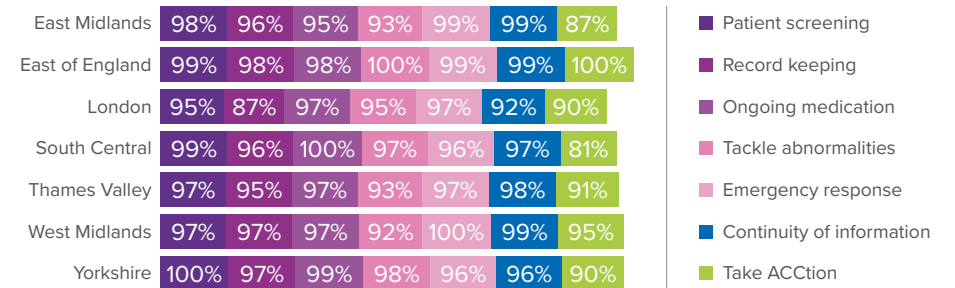 East Midlands 98% 96% 95% 93% 99% 99% 87%
East of England 99% 98% 98% 100% 99% 99% 100%
London 95% 87% 97% 95% 97% 92% 90%
South Central 99% 96% 100% 97% 96% 97% 81%
Thames Valley 97% 95% 97% 93% 97% 98% 91%
West Midlands 97% 97% 97% 92% 100% 99% 95%
Yorkshire 100% 97% 99% 98% 96% 96% 90%
Patient screening
Record keeping
Ongoing medication
Tackle abnormalities
Emergency response
Continuity of information
Take ACCtion